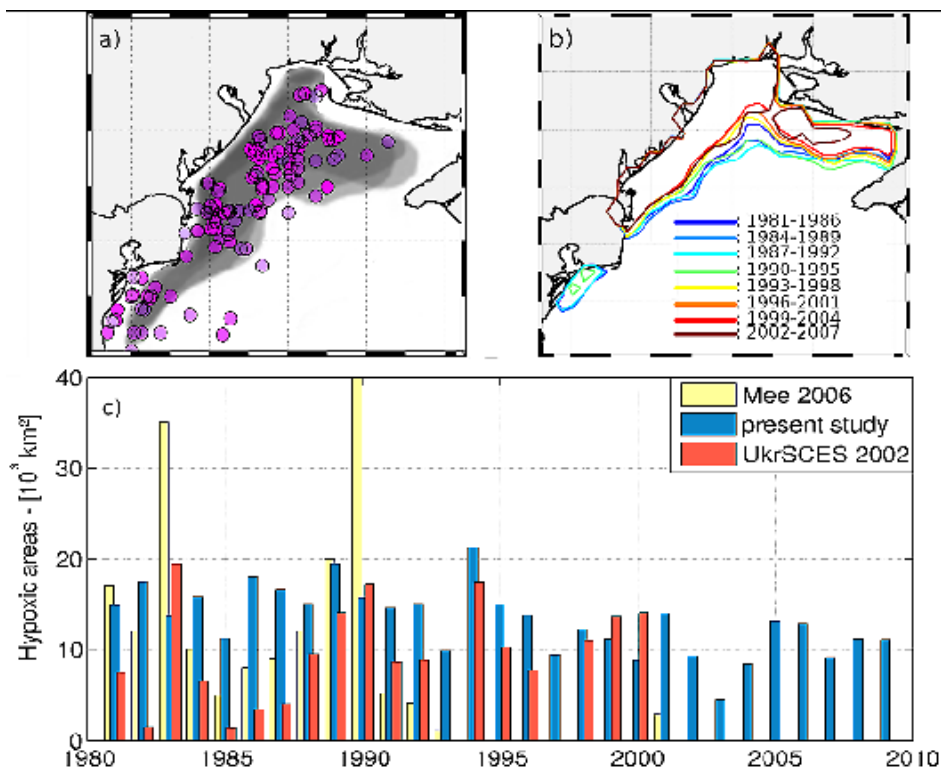 a)
b)
1981-1986
1984-1989
1987-1992
1990-1995
1993-1998
1996-2001
1999-2004
2002-2007
c)
Mee 2006
present study
UkrSCES 2002
Hypoxic areas - [10³ km²]
40
30
20
10
0
1980 1985 1990 1995 2000 2005 2010